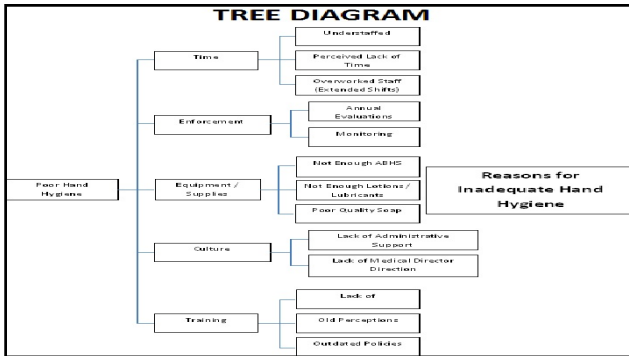 TREE DIAGRAM
Poor Hand
Hygiene
Time
Understaffed
Perceived Lack of
Time
Overworked Staff
(Extended Shifts)
Enforcement
Annual
Evaluations
Monitoring
Equipment /
Supplies
Not Enough ABHS
Not Enough Lotions /
Lubricants
Poor Quality Soap
Culture
Lack of Administrative
Support
Lack of Medical Director
Direction
Training
Lack of
Old Perceptions
Outdated Policies
Reasons for
Inadequate Hand
Hygiene